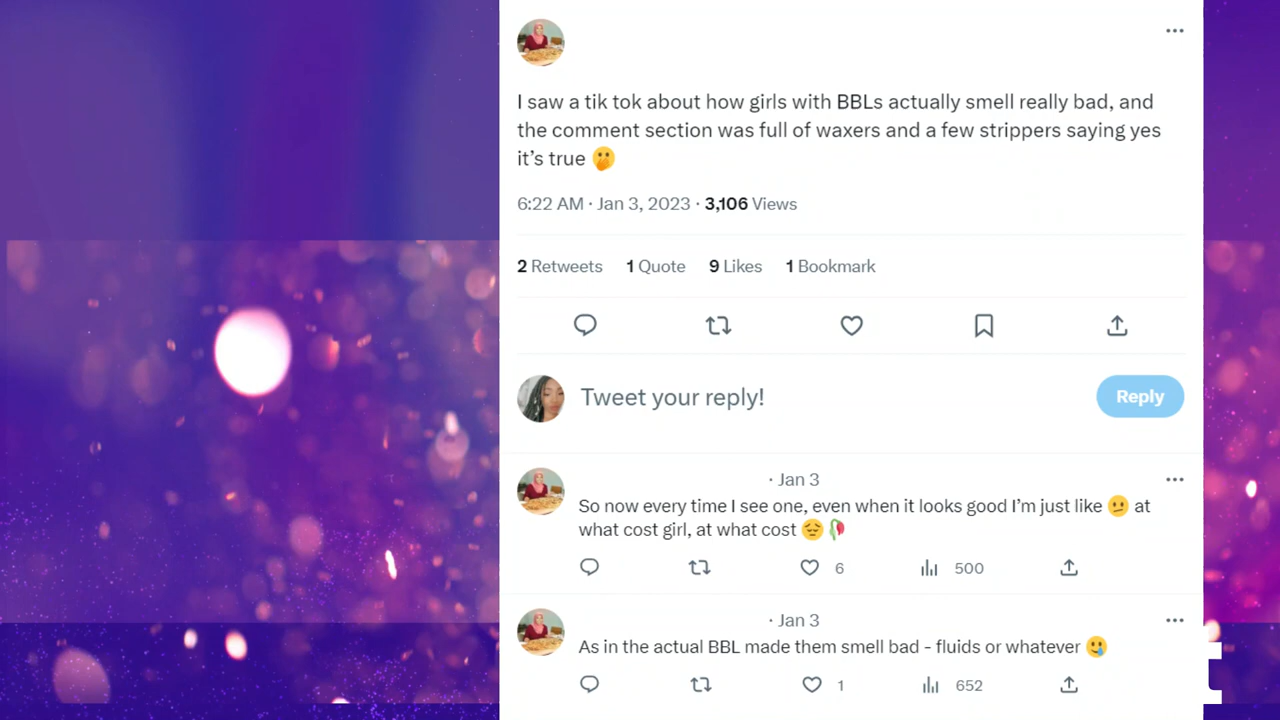 I saw a tik tok about how girls with BBLs actually smell really bad, and
the comment section was full of waxers and a few strippers saying yes
it’s true 🫢
6:22 AM · Jan 3, 2023 · 3,106 Views
2 Retweets 1 Quote 9 Likes 1 Bookmark
Tweet your reply!
Reply
· Jan 3
So now every time I see one, even when it looks good I’m just like 🫤 at
what cost girl, at what cost 😔🥀
6 500
· Jan 3
As in the actual BBL made them smell bad - fluids or whatever 🥲
1 652